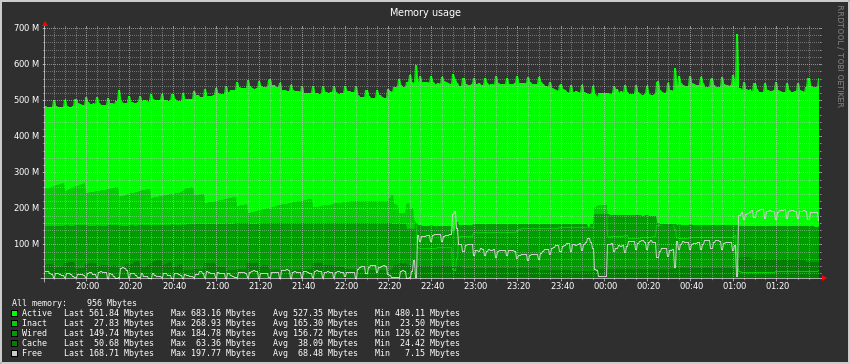 Memory usage
RRDTOOL / TOBI OETIKER
700 M
600 M
500 M
400 M
300 M
200 M
100 M
20:00 20:20 20:40 21:00 21:20 21:40 22:00 22:20 22:40 23:00 23:20 23:40 00:00 00:20 00:40 01:00 01:20
All memory: 956 Mbytes
Active Last 561.84 Mbytes Max 683.16 Mbytes Avg 527.35 Mbytes Min 480.11 Mbytes
Inact Last 27.83 Mbytes Max 268.93 Mbytes Avg 165.30 Mbytes Min 23.50 Mbytes
Wired Last 149.74 Mbytes Max 184.78 Mbytes Avg 156.72 Mbytes Min 129.62 Mbytes
Cache Last 50.68 Mbytes Max 63.36 Mbytes Avg 38.09 Mbytes Min 24.42 Mbytes
Free Last 168.71 Mbytes Max 197.77 Mbytes Avg 68.48 Mbytes Min 7.15 Mbytes